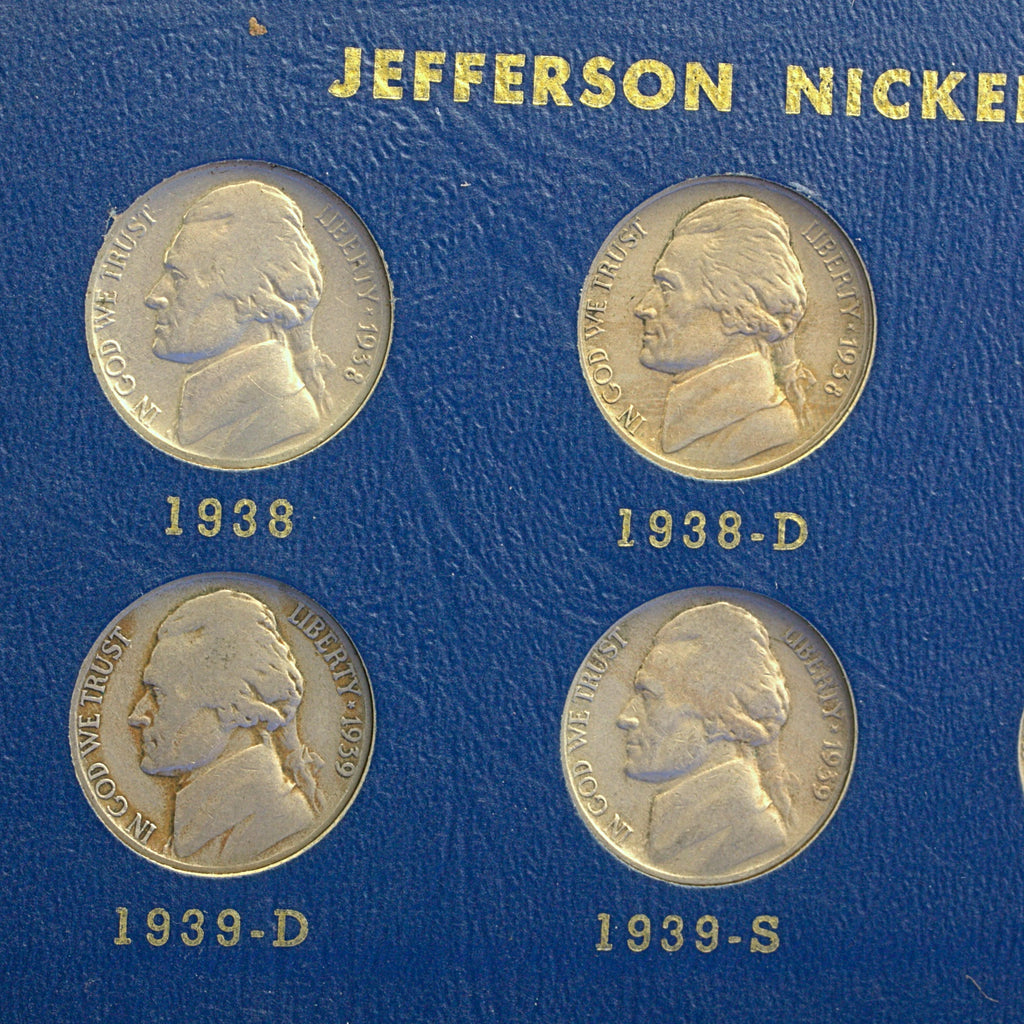 JEFFERSON NICKEL
IN GOD WE TRUST LIBERTY ★ 1938
IN GOD WE TRUST LIBERTY ★ 1938
1938
1938-D
IN GOD WE TRUST LIBERTY ★ 1939
IN GOD WE TRUST LIBERTY ★ 1939
1939-D
1939-S